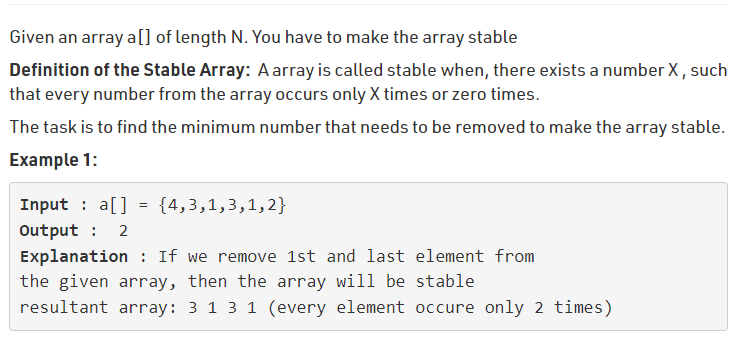 Given an array a[] of length N. You have to make the array stable
Definition of the Stable Array: A array is called stable when, there exists a number X , such
that every number from the array occurs only X times or zero times.
The task is to find the minimum number that needs to be removed to make the array stable.
Example 1:
Input : a[] = {4,3,1,3,1,2}
Output : 2
Explanation : If we remove 1st and last element from
the given array, then the array will be stable
resultant array: 3 1 3 1 (every element occure only 2 times)